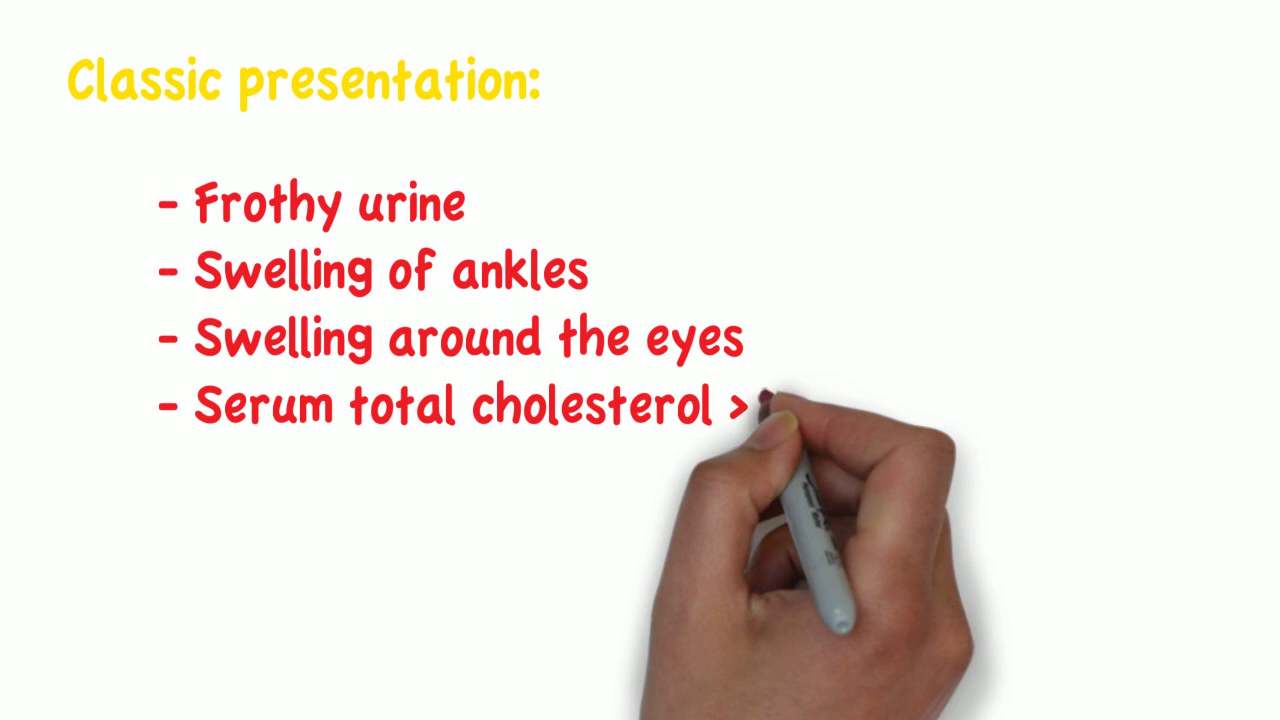 Classic presentation:
- Frothy urine
- Swelling of ankles
- Swelling around the eyes
- Serum total cholesterol >